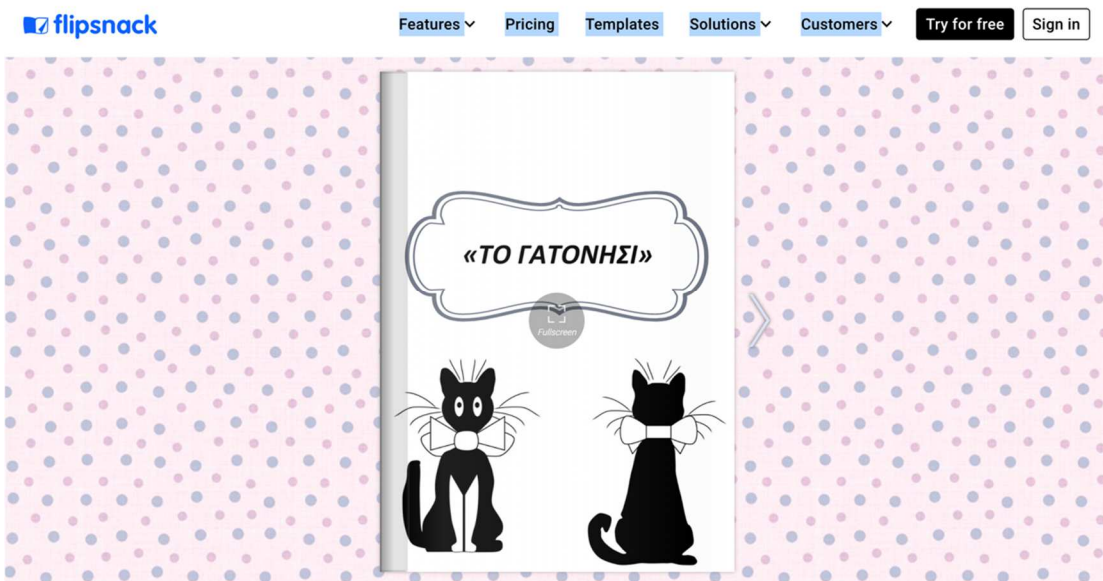 flipsnack
Features Pricing Templates Solutions Customers Try for free Sign in
«ΤΟ ΓΑΤΟΝΗΣΙ»
Fullscreen